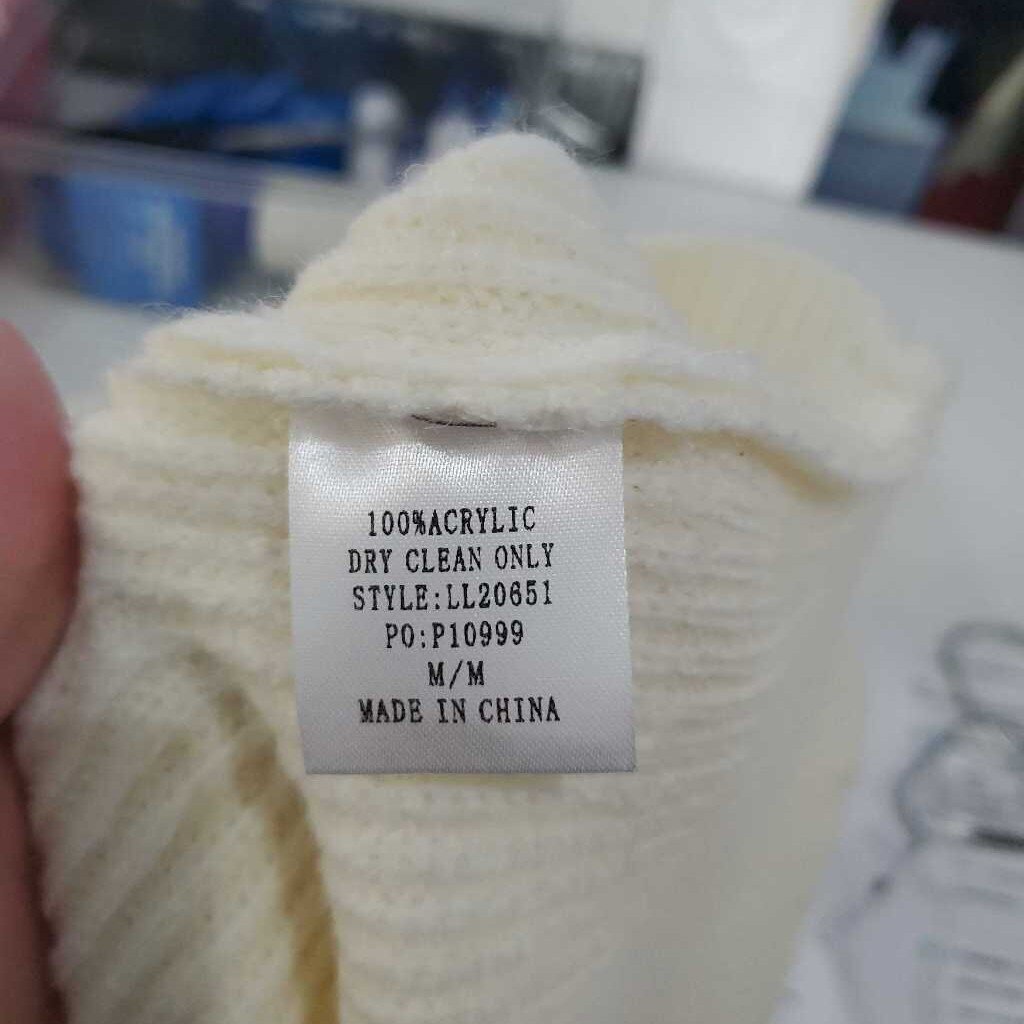 100%ACRYLIC
DRY CLEAN ONLY
STYLE:LL20651
PO:P10999
M/M
MADE IN CHINA